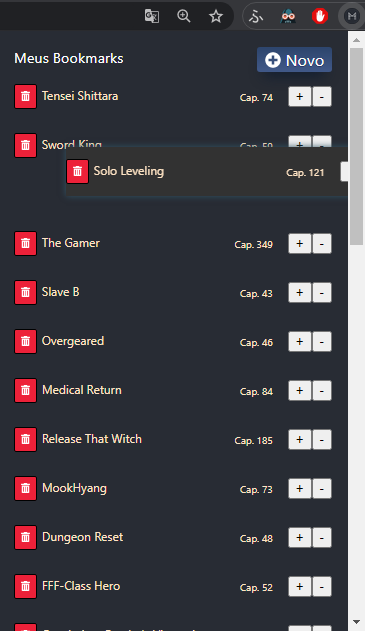 Meus Bookmarks
Novo
Tensei Shittara Cap. 74 + -
Sword King Cap. 59 + -
Solo Leveling Cap. 121
The Gamer Cap. 349 + -
Slave B Cap. 43 + -
Overgeared Cap. 46 + -
Medical Return Cap. 84 + -
Release That Witch Cap. 185 + -
MookHyang Cap. 73 + -
Dungeon Reset Cap. 48 + -
FFF-Class Hero Cap. 52 + -